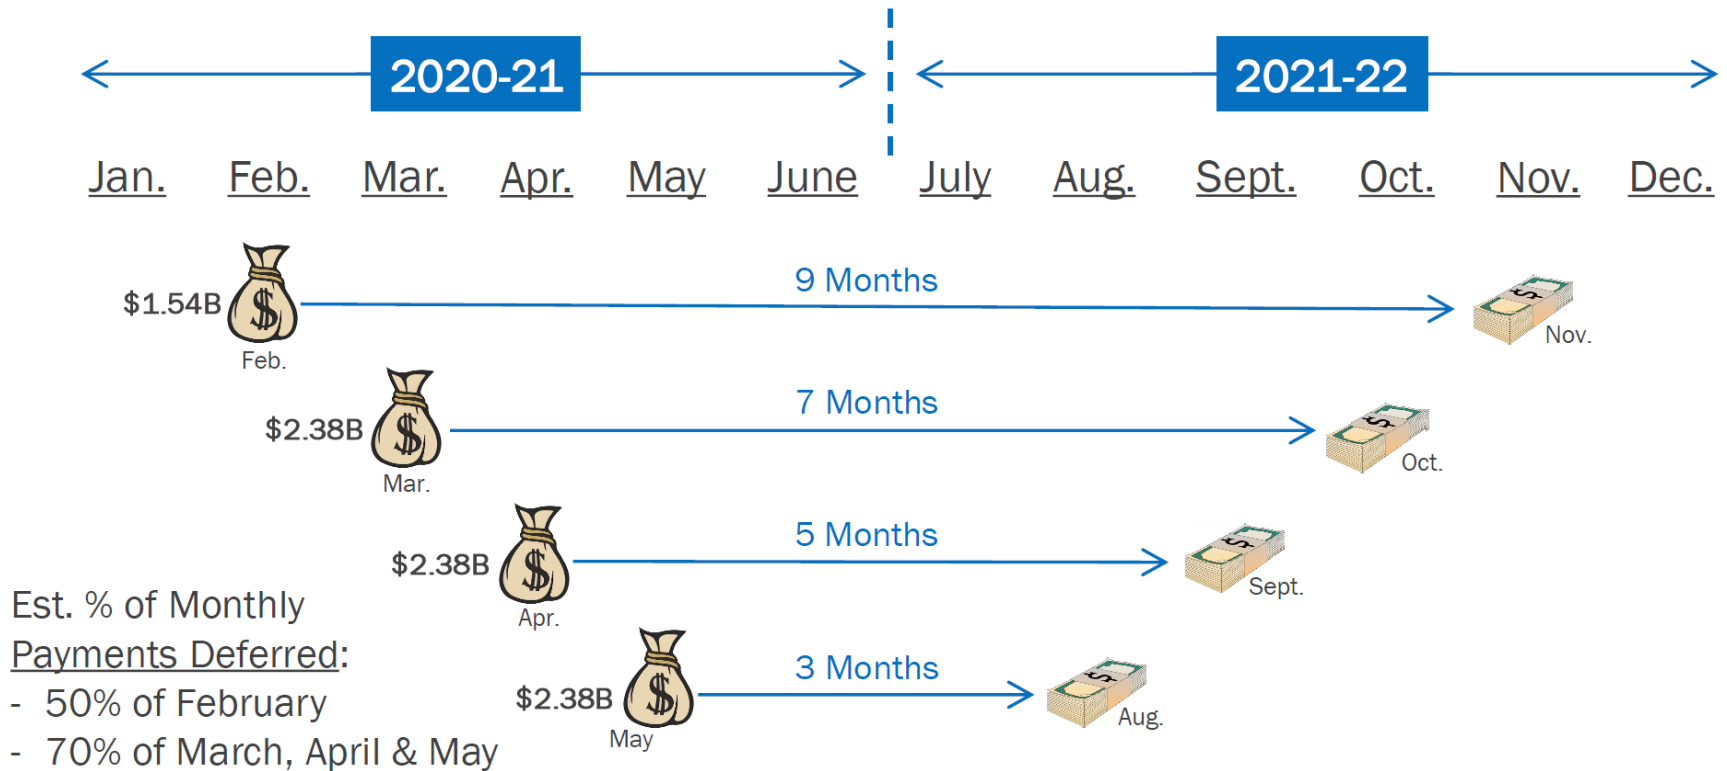 2020-21
2021-22
Jan. Feb. Mar. Apr. May June July Aug. Sept. Oct. Nov. Dec.
9 Months
$1.54B
$
$
Nov.
Feb.
7 Months
$2.38B
$
$
Oct.
Mar.
5 Months
$2.38B
$
$
Sept.
Apr.
3 Months
$2.38B
$
$
Aug.
May
Est. % of Monthly
Payments Deferred:
- 50% of February
- 70% of March, April & May